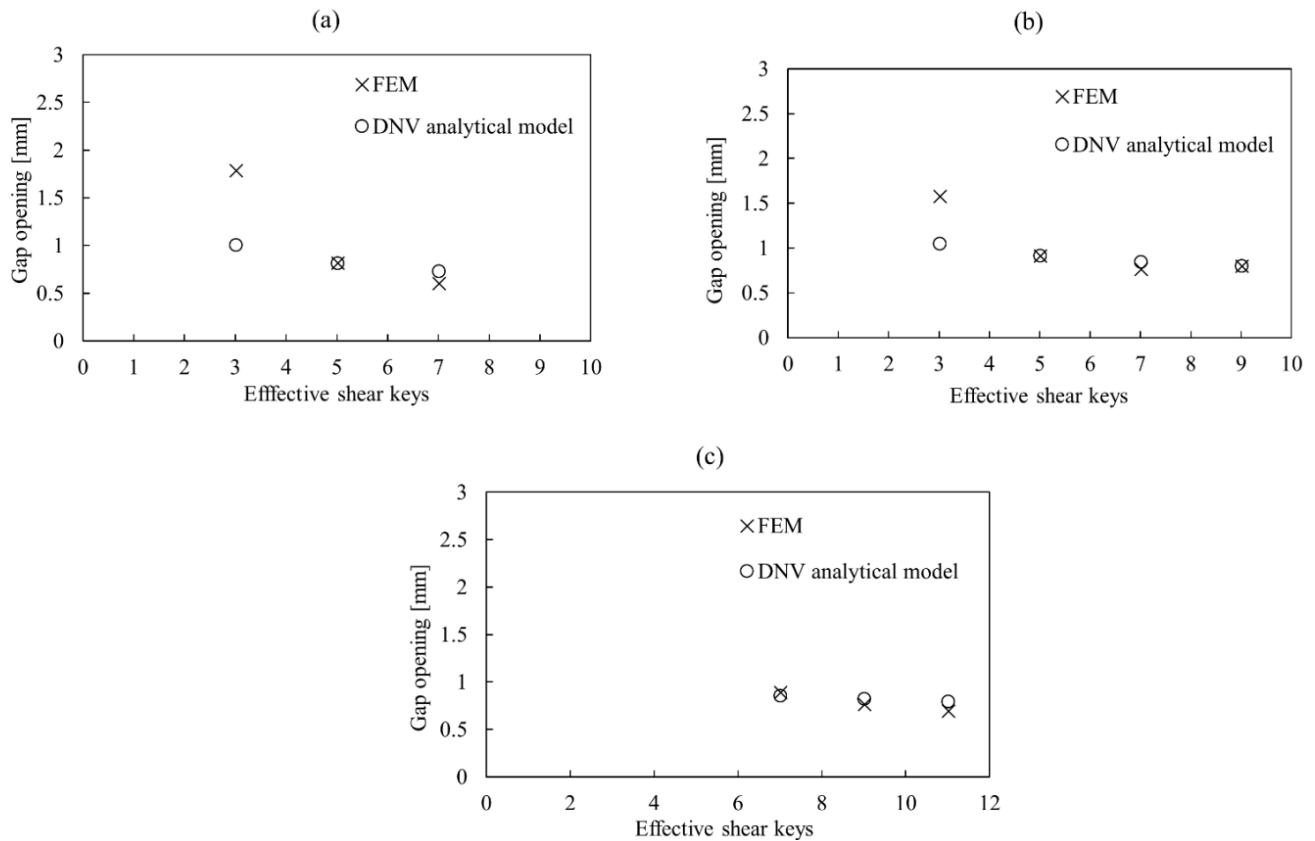 (a)
3
2.5
2
1.5
1
0.5
0
Gap opening [mm]
FEM
DNV analytical model
0 1 2 3 4 5 6 7 8 9 10
Efffective shear keys
(b)
3
2.5
2
1.5
1
0.5
0
Gap opening [mm]
FEM
DNV analytical model
0 1 2 3 4 5 6 7 8 9 10
Effective shear keys
(c)
3
2.5
2
1.5
1
0.5
0
Gap opening [mm]
FEM
DNV analytical model
0 2 4 6 8 10 12
Effective shear keys